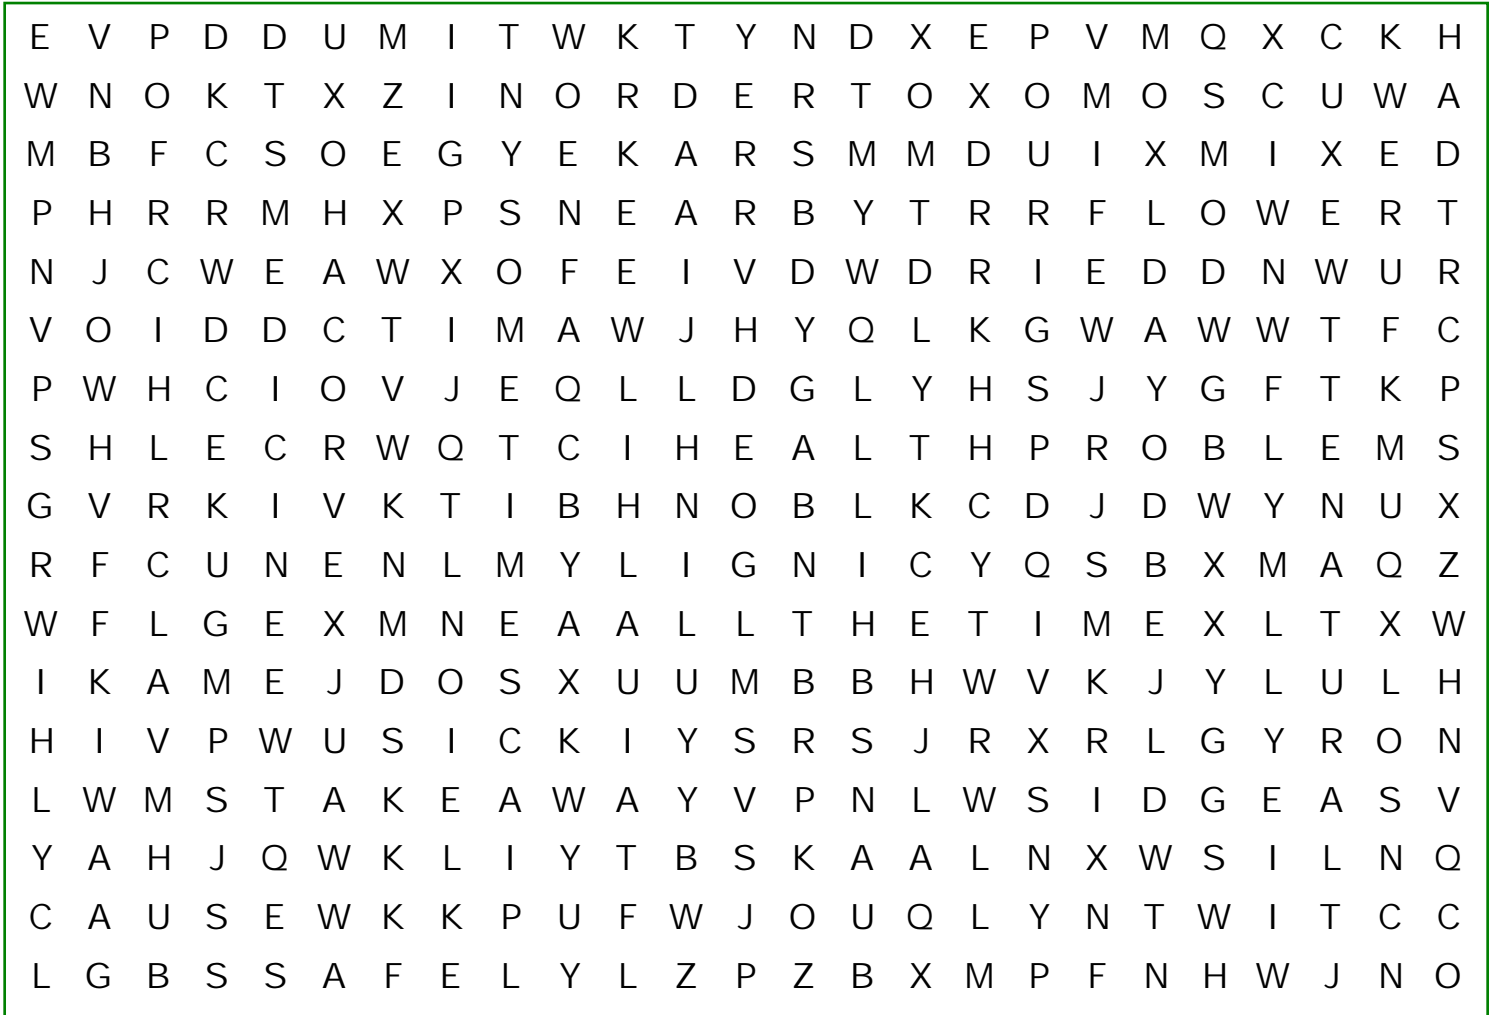 E V P D D U M I T W K T Y N D X E P V M Q X C K H
W N O K T X Z I N O R D E R T O X O M O S C U W A
M B F C S O E G Y E K A R S M M D U I X M I X E D
P H R R M H X P S N E A R B Y T R R F L O W E R T
N J C W E A W X O F E I V D W D R I E D D N W U R
V O I D D C T I M A W J H Y Q L K G W A W W T F C
P W H C I O V J E Q L L D G L Y H S J Y G F T K P
S H L E C R W Q T C I H E A L T H P R O B L E M S
G V R K I V K T I B H N O B L K C D J D W Y N U X
R F C U N E N L M Y L I G N I C Y Q S B X M A Q Z
W F L G E X M N E A A L L T H E T I M E X L T X W
I K A M E J D O S X U U M B B H W V K J Y L U L H
H I V P W U S I C K I Y S R S J R X R L G Y R O N
L W M S T A K E A W A Y V P N L W S I D G E A S V
Y A H J Q W K L I Y T B S K A A L N X W S I L N Q
C A U S E W K K P U F W J O U Q L Y N T W I T C C
L G B S S A F E L Y L Z P Z B X M P F N H W J N O